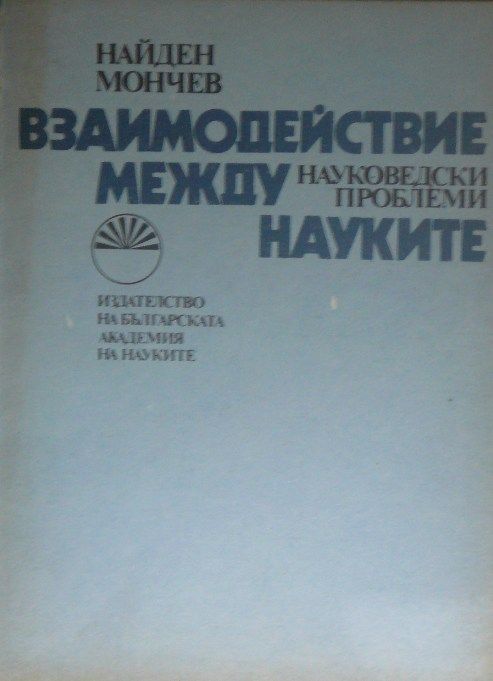 НАЙДЕН
МОНЧЕВ
ВЗАИМОДЕЙСТВИЕ
МЕЖДУ
НАУКОВЕДСКИ
ПРОБЛЕМИ
НАУКИТЕ
ИЗДАТЕЛСТВО
НА БЪЛГАРСКАТА
АКАДЕМИЯ
НА НАУКИТЕ